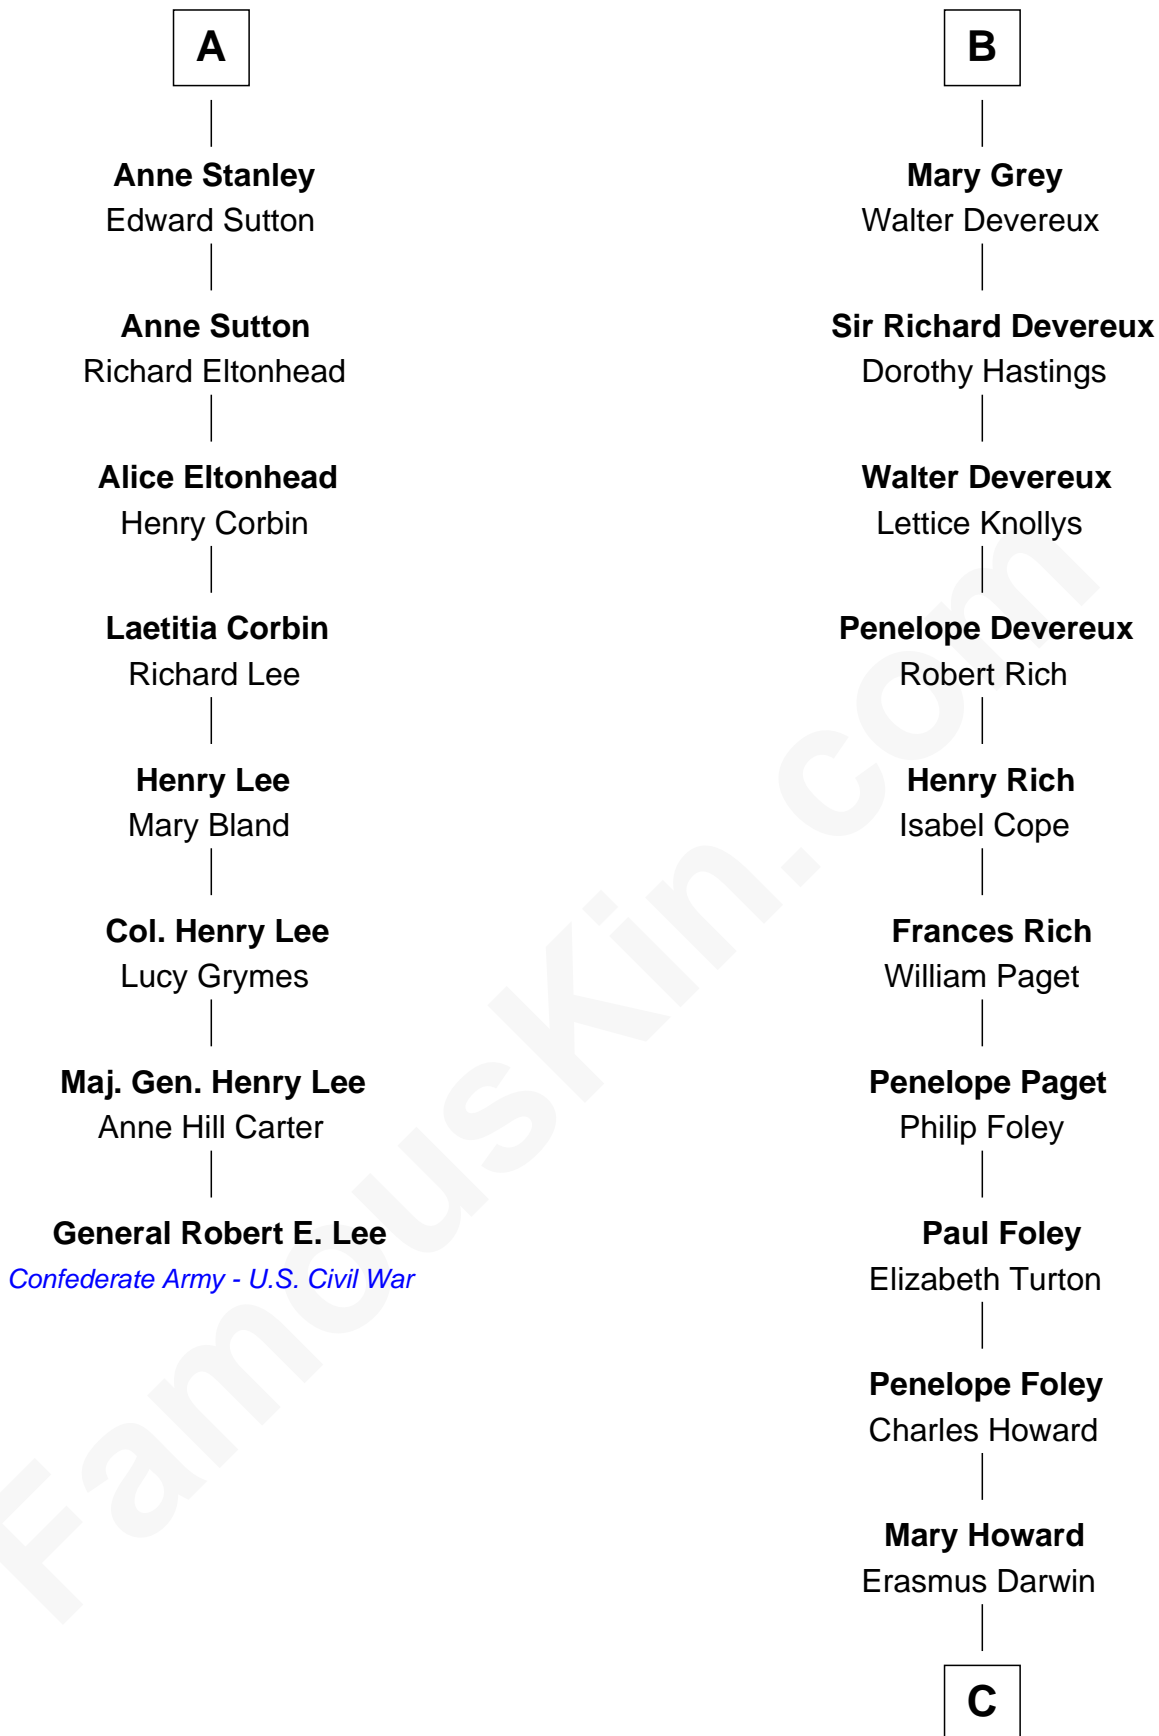 A
Anne Stanley
Edward Sutton
Anne Sutton
Richard Eltonhead
Alice Eltonhead
Henry Corbin
Laetitia Corbin
Richard Lee
Henry Lee
Mary Bland
Col. Henry Lee
Lucy Grymes
Maj. Gen. Henry Lee
Anne Hill Carter
General Robert E. Lee
Confederate Army - U.S. Civil War
B
Mary Grey
Walter Devereux
Sir Richard Devereux
Dorothy Hastings
Walter Devereux
Lettice Knollys
Penelope Devereux
Robert Rich
Henry Rich
Isabel Cope
Frances Rich
William Paget
Penelope Paget
Philip Foley
Paul Foley
Elizabeth Turton
Penelope Foley
Charles Howard
Mary Howard
Erasmus Darwin
C
FamousKin.com